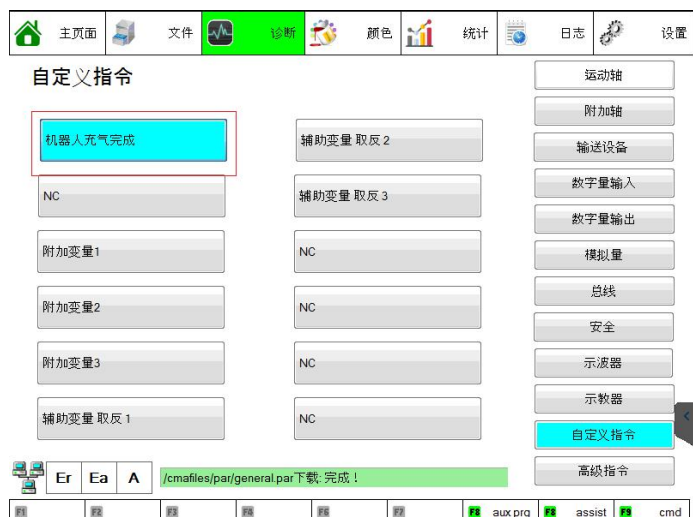 主页面 文件 诊断 颜色 统计 日志 设置
自定义指令
机器人充气完成
NC
附加变量1
附加变量2
附加变量3
辅助变量 取反 1
辅助变量 取反 2
辅助变量 取反 3
NC
NC
NC
NC
运动轴
附加轴
输送设备
数字量输入
数字量输出
模拟量
总线
安全
示波器
示教器
自定义指令
高级指令
Er Ea A /cmafiles/par/general.par下载: 完成！
F1 F2 F3 F4 F6 F7 F8 aux prg F8 assist F9 cmd